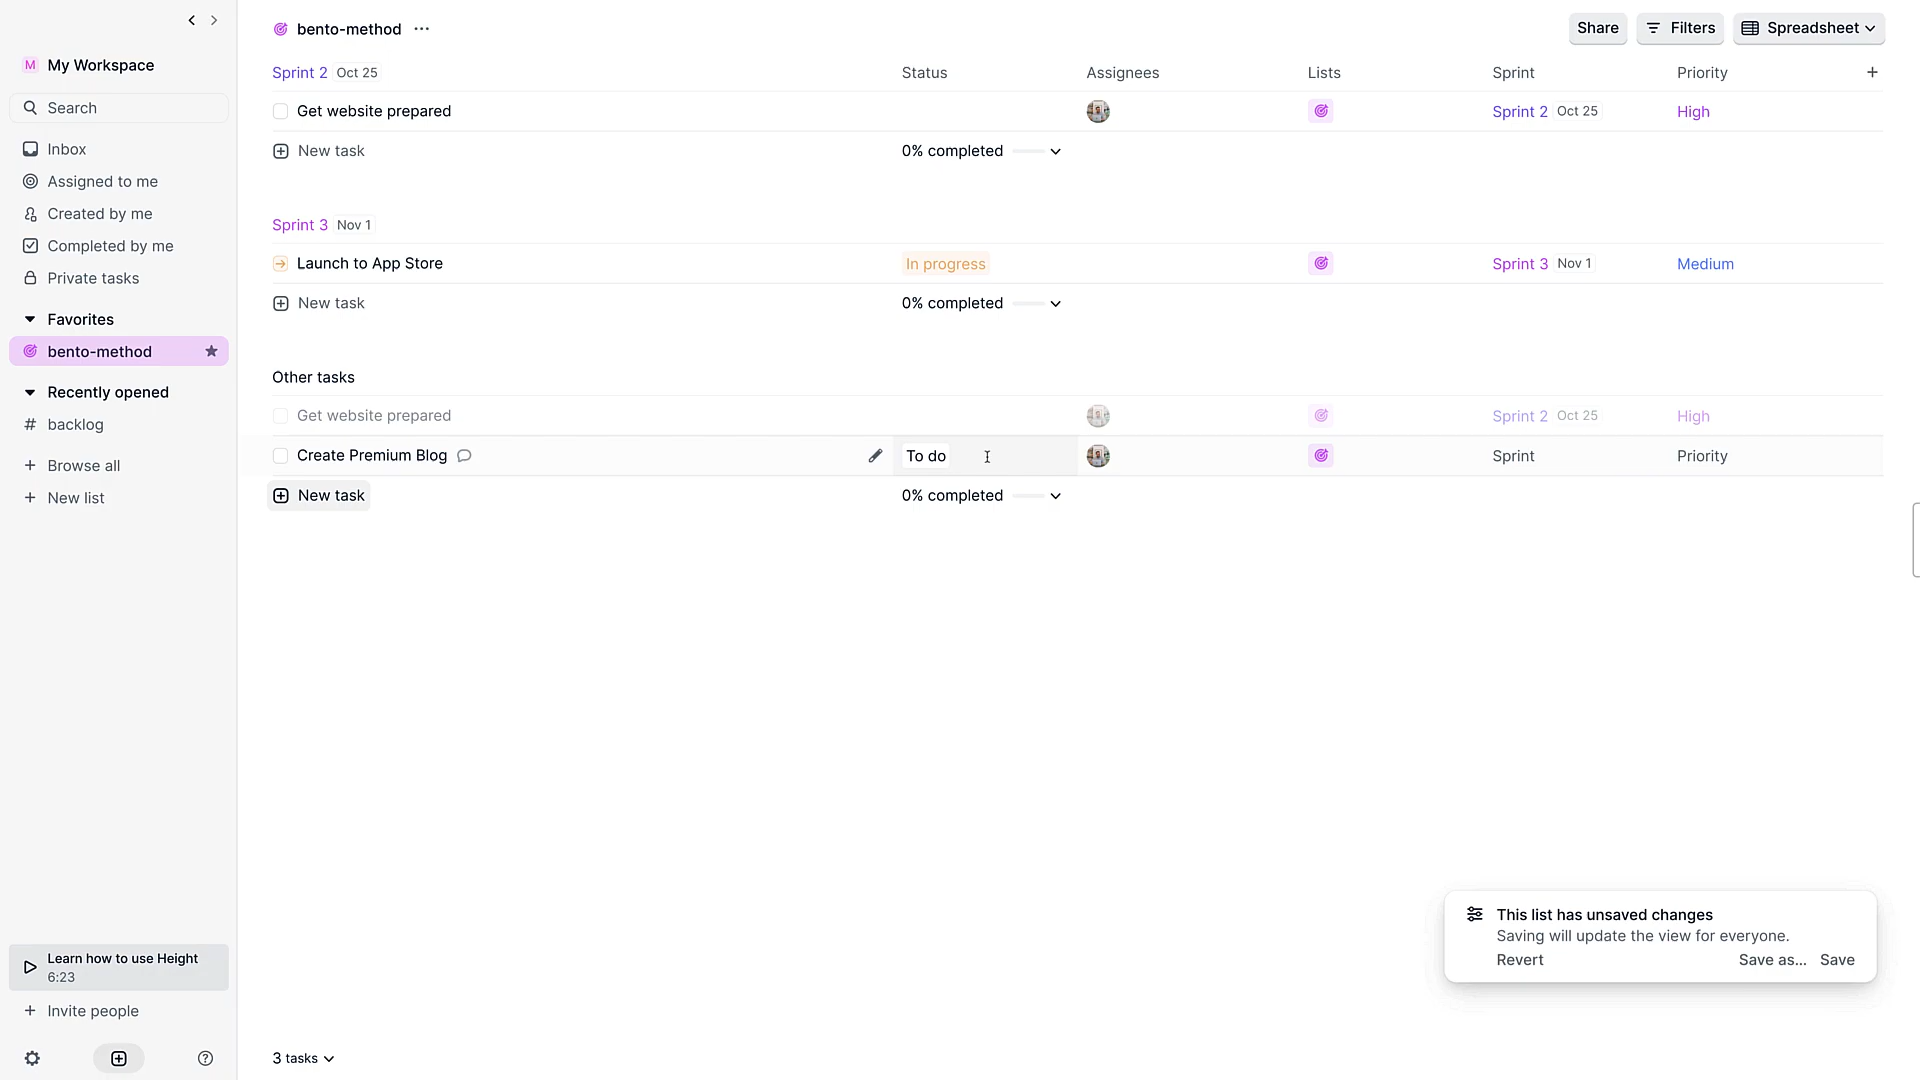 bento-method ···
Share
Filters
Spreadsheet
M My Workspace
Search
Inbox
Assigned to me
Created by me
Completed by me
Private tasks
Favorites
bento-method
Recently opened
# backlog
+ Browse all
+ New list
Learn how to use Height
6:23
+ Invite people
Sprint 2 Oct 25 Status Assignees Lists Sprint Priority +
Get website prepared Sprint 2 Oct 25 High
New task 0% completed
Sprint 3 Nov 1
Launch to App Store In progress Sprint 3 Nov 1 Medium
New task 0% completed
Other tasks
Get website prepared Sprint 2 Oct 25 High
Create Premium Blog To do Sprint Priority
New task 0% completed
This list has unsaved changes
Saving will update the view for everyone.
Revert Save as... Save
3 tasks